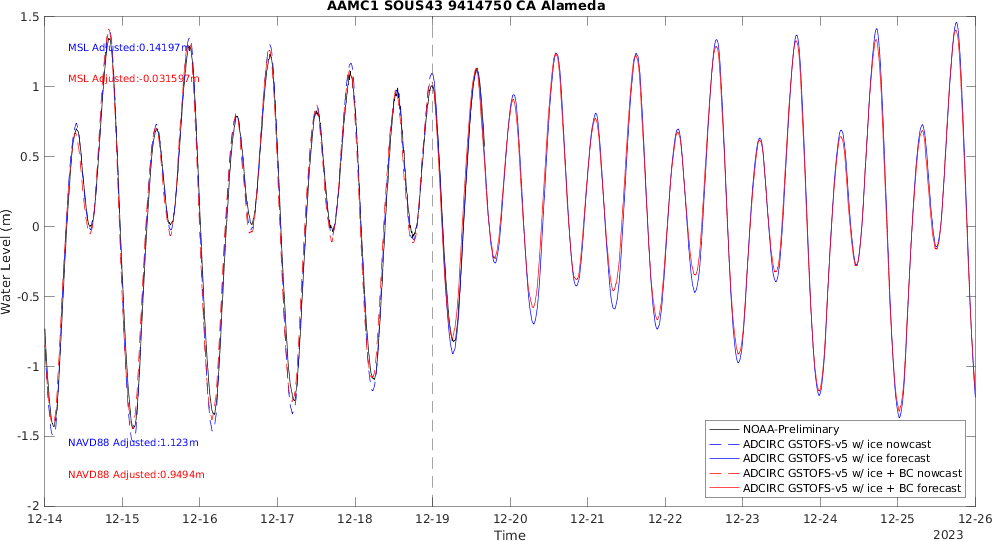 AAMC1 SOUS43 9414750 CA Alameda
MSL Adjusted:0.14197m
MSL Adjusted:-0.031597m
NAVD88 Adjusted:1.123m
NAVD88 Adjusted:0.9494m
Water Level (m)
1.5
1
0.5
0
-0.5
-1
-1.5
-2
12-14 12-15 12-16 12-17 12-18 12-19 12-20 12-21 12-22 12-23 12-24 12-25 12-26
Time
2023
NOAA-Preliminary
ADCIRC GSTOFS-v5 w/ ice nowcast
ADCIRC GSTOFS-v5 w/ ice forecast
ADCIRC GSTOFS-v5 w/ ice + BC nowcast
ADCIRC GSTOFS-v5 w/ ice + BC forecast